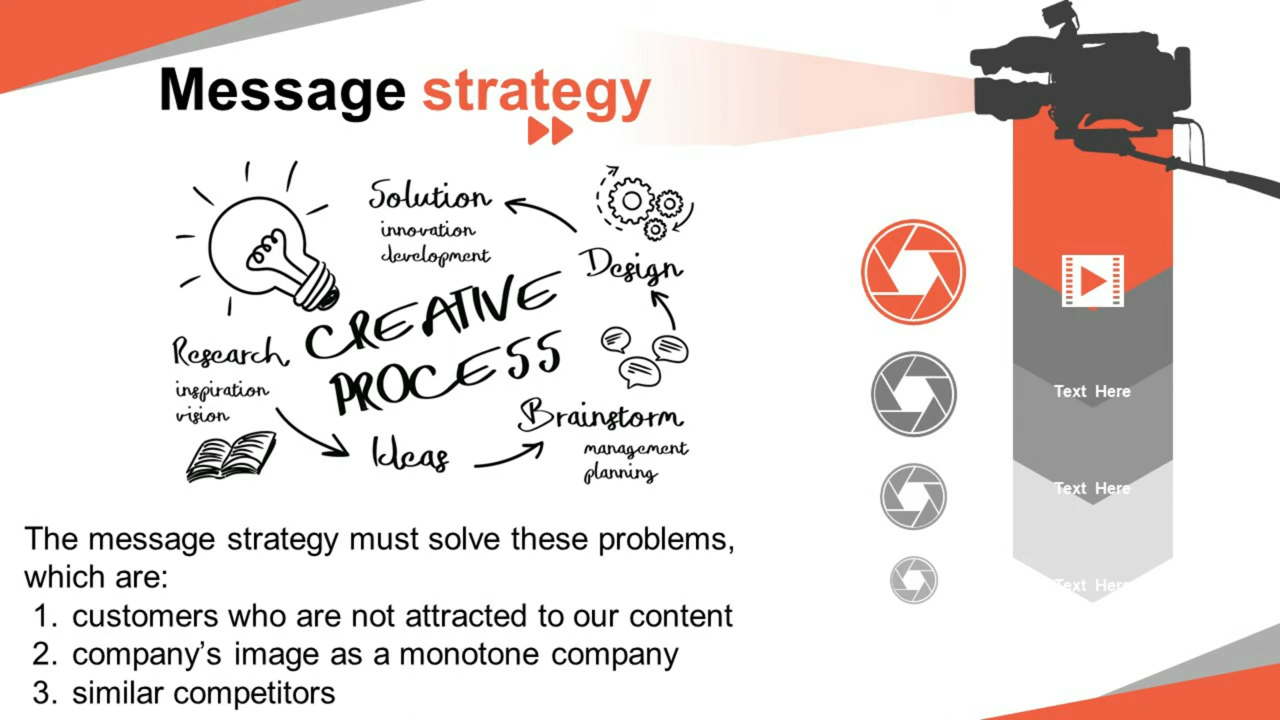 Message strategy
Solution
innovation
development
Design
CREATIVE
PROCESS
Research
inspiration
vision
Ideas
Brainstorm
management
planning
Text Here
Text Here
Text Here
The message strategy must solve these problems,
which are:
1. customers who are not attracted to our content
2. company’s image as a monotone company
3. similar competitors